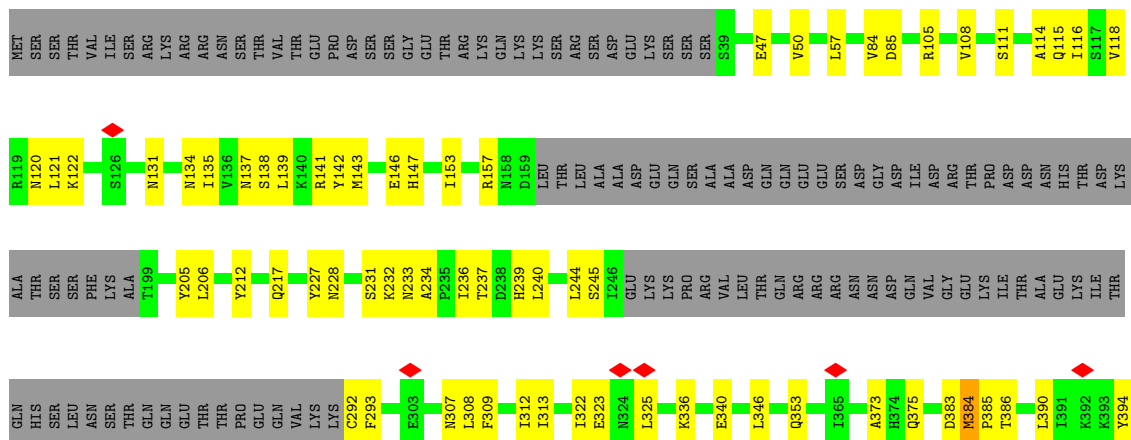 MET SER SER THR VAL ILE SER ARG LYS ARG ARG ASN SER THR VAL THR GLU PRO ASP SER SER GLY GLU THR ARG LYS GLN LYS LYS SER ARG SER ASP GLU LYS SER SER SER S39 E47 V50 L57 V84 D85 R105 V108 S111 A114 Q115 I116 S117 V118
R119 N120 L121 K122 S126 N131 N134 I135 V136 N137 S138 L139 K140 R141 Y142 M143 E146 H147 I153 R157 N158 D159 LEU THR LEU ALA ALA ASP GLU GLN SER ALA ALA ASP GLN GLN GLU GLU SER ASP GLY ASP ILE ASP ARG THR PRO ASP ASP ASN HIS THR ASP LYS
ALA THR SER SER PHE LYS ALA T199 Y205 L206 Y212 Q217 Y227 N228 S231 K232 N233 A234 P235 I236 T237 D238 H239 L240 L244 S245 I246 GLU LYS LYS PRO ARG VAL LEU THR GLN ARG ARG ARG ASN ASN ASP GLN VAL GLY GLU LYS ILE THR ALA GLU LYS ILE THR
GLN HIS SER LEU ASN SER THR GLN GLN GLU THR THR PRO GLU GLN VAL LYS LYS C292 F293 E303 N307 L308 F309 I312 I313 I322 E323 N324 L325 K336 E340 L346 Q353 I365 A373 H374 Q375 D383 M384 P385 T386 L390 I391 K392 K393 Y394